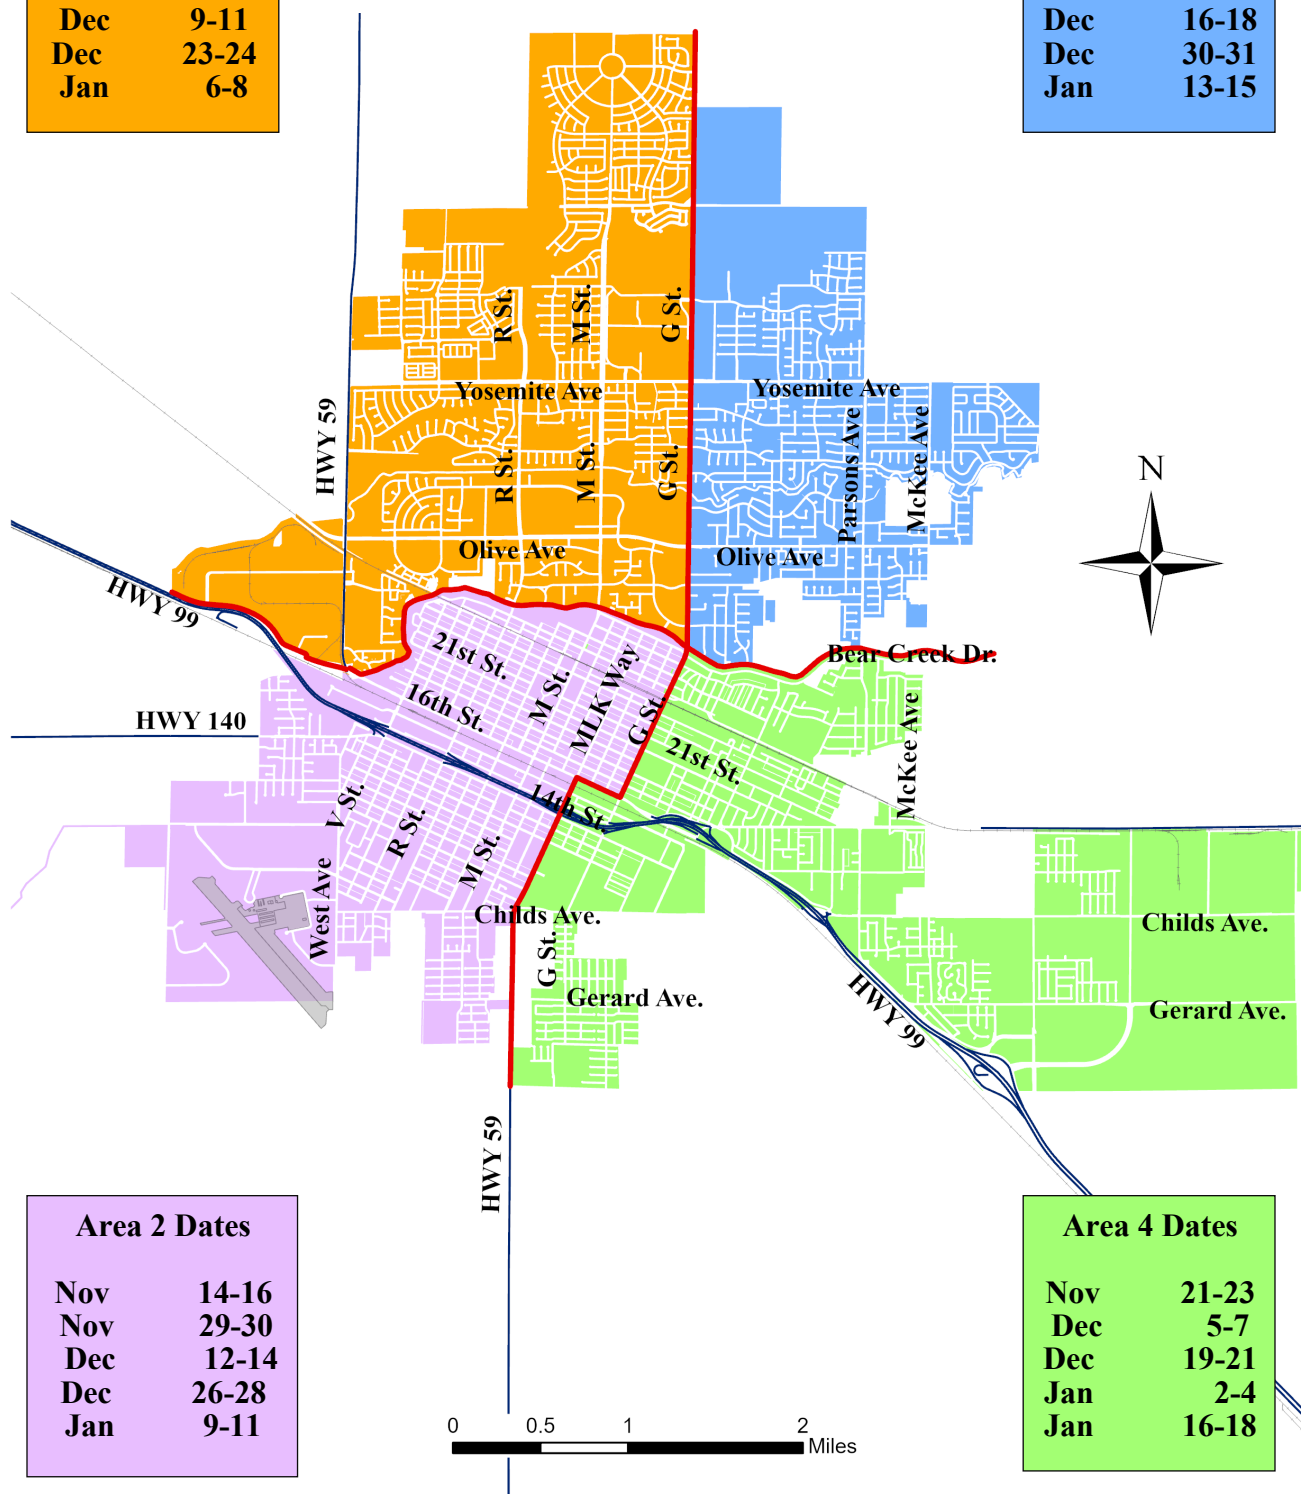 Dec 9-11
Dec 23-24
Jan 6-8
Dec 16-18
Dec 30-31
Jan 13-15
R St.
M St.
G St.
Yosemite Ave
Yosemite Ave
HWY 59
R St.
M St.
G St.
Parsons Ave
McKee Ave
N
Olive Ave
Olive Ave
HWY 99
21st St.
Bear Creek Dr.
16th St.
M St.
MLK Way
G St.
HWY 140
21st St.
McKee Ave
V St.
R St.
14th St.
M St.
West Ave
Childs Ave.
Childs Ave.
G St.
Gerard Ave.
HWY 99
Gerard Ave.
HWY 59
Area 2 Dates
Nov 14-16
Nov 29-30
Dec 12-14
Dec 26-28
Jan 9-11
Area 4 Dates
Nov 21-23
Dec 5-7
Dec 19-21
Jan 2-4
Jan 16-18
0 0.5 1 2
Miles